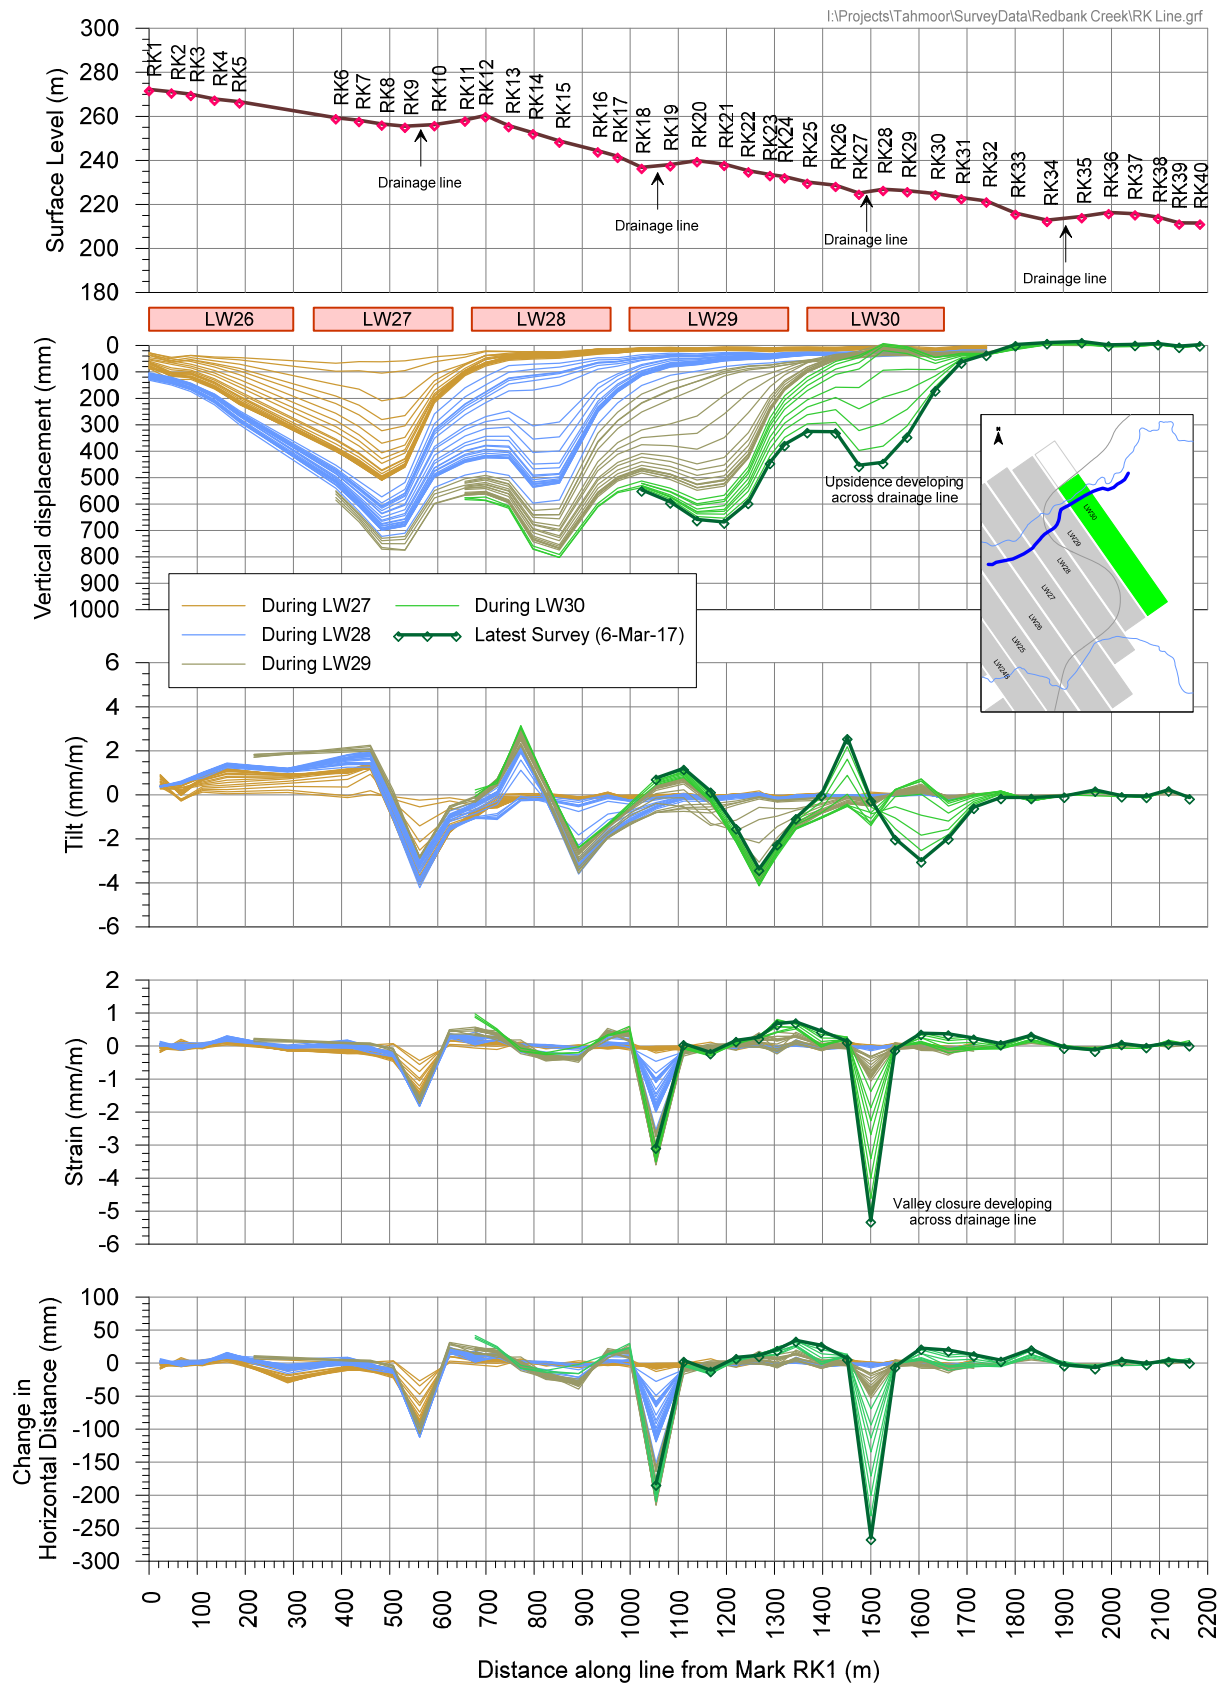 I:\Projects\Tahmoor\SurveyData\Redbank Creek\RK Line.grf
Surface Level (m)
300
280
260
240
220
200
180
RK1
RK2
RK3
RK4
RK5
RK6
RK7
RK8
RK9
RK10
RK11
RK12
RK13
RK14
RK15
RK16
RK17
RK18
RK19
RK20
RK21
RK22
RK23
RK24
RK25
RK26
RK27
RK28
RK29
RK30
RK31
RK32
RK33
RK34
RK35
RK36
RK37
RK38
RK39
RK40
Drainage line
Drainage line
Drainage line
Drainage line
LW26
LW27
LW28
LW29
LW30
Vertical displacement (mm)
0
100
200
300
400
500
600
700
800
900
1000
Upsidence developing
across drainage line
LW30
LW29
LW28
LW27
LW26
LW25
LW24B
During LW27
During LW28
During LW29
During LW30
Latest Survey (6-Mar-17)
Tilt (mm/m)
6
4
2
0
-2
-4
-6
Strain (mm/m)
2
1
0
-1
-2
-3
-4
-5
-6
Valley closure developing
across drainage line
Change in
Horizontal Distance (mm)
100
50
0
-50
-100
-150
-200
-250
-300
0
100
200
300
400
500
600
700
800
900
1000
1100
1200
1300
1400
1500
1600
1700
1800
1900
2000
2100
2200
Distance along line from Mark RK1 (m)